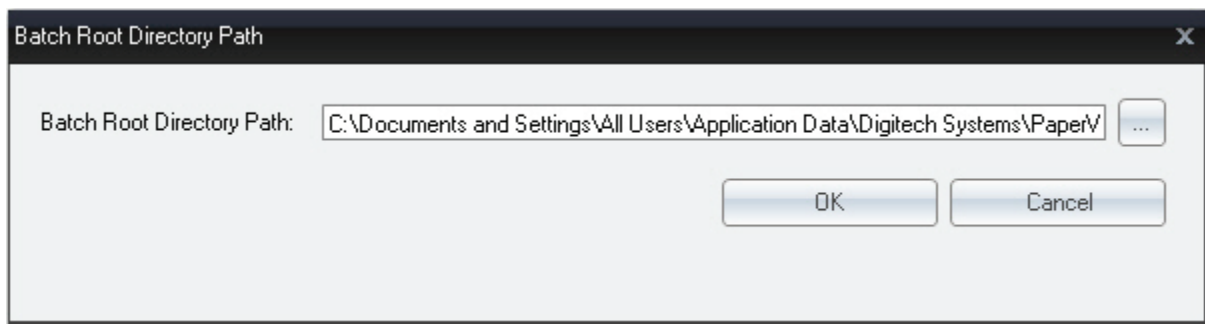 Batch Root Directory Path
Batch Root Directory Path: C:\Documents and Settings\All Users\Application Data\Digitech Systems\PaperV ...
OK Cancel